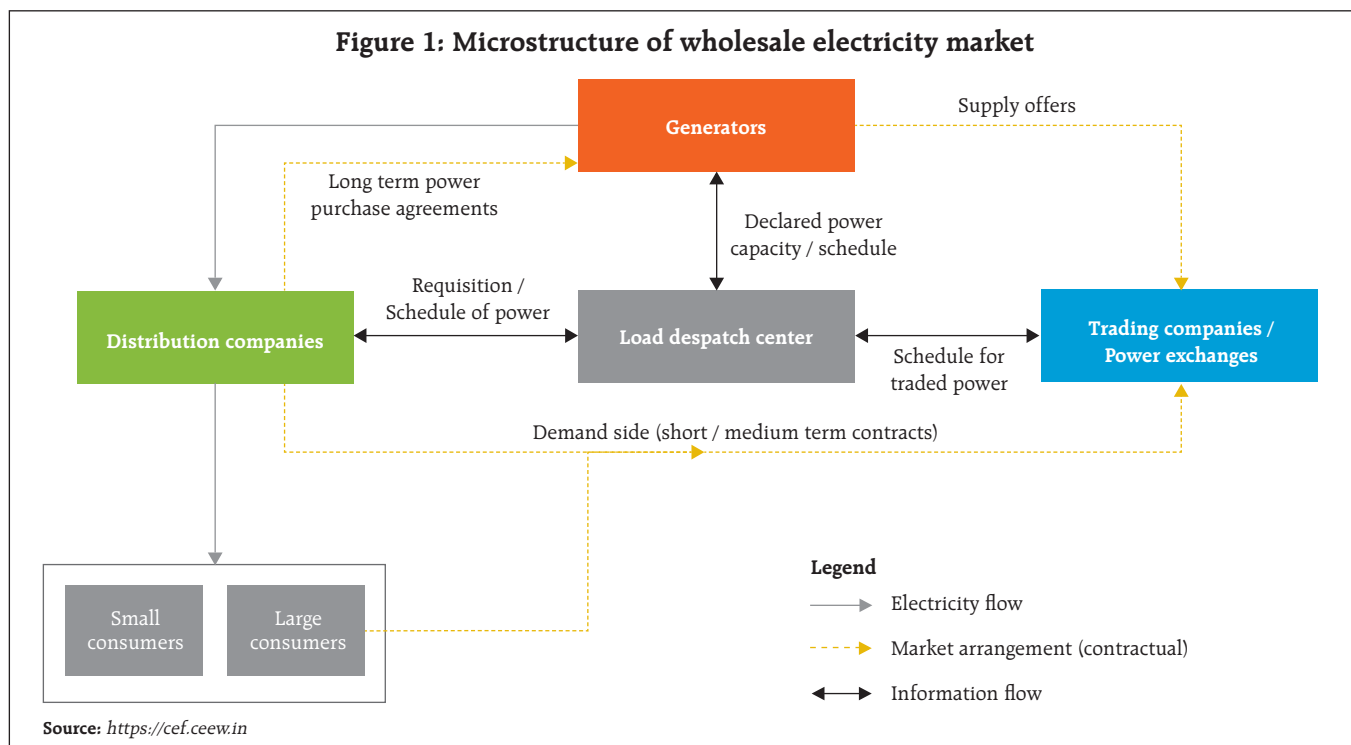 Figure 1: Microstructure of wholesale electricity market
Generators
Supply offers
Long term power
purchase agreements
Declared power
capacity / schedule
Requisition /
Schedule of power
Distribution companies
Load despatch center
Trading companies /
Power exchanges
Schedule for
traded power
Demand side (short / medium term contracts)
Small
consumers
Large
consumers
Legend
Electricity flow
Market arrangement (contractual)
Information flow
Source: https://cef.ceew.in